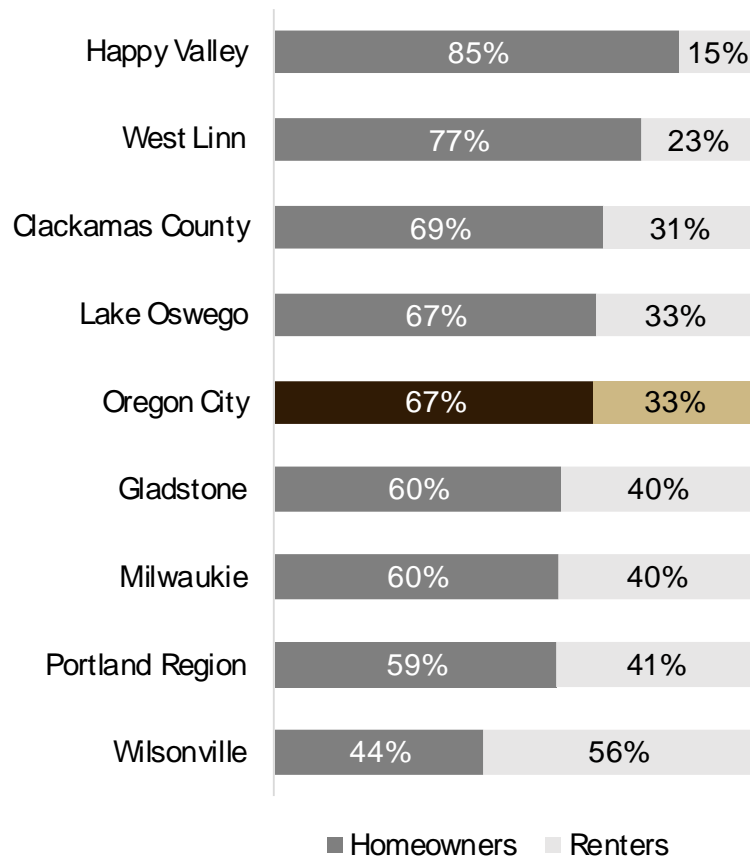 Happy Valley 85% 15%
West Linn 77% 23%
Clackamas County 69% 31%
Lake Oswego 67% 33%
Oregon City 67% 33%
Gladstone 60% 40%
Milwaukie 60% 40%
Portland Region 59% 41%
Wilsonville 44% 56%
Homeowners Renters